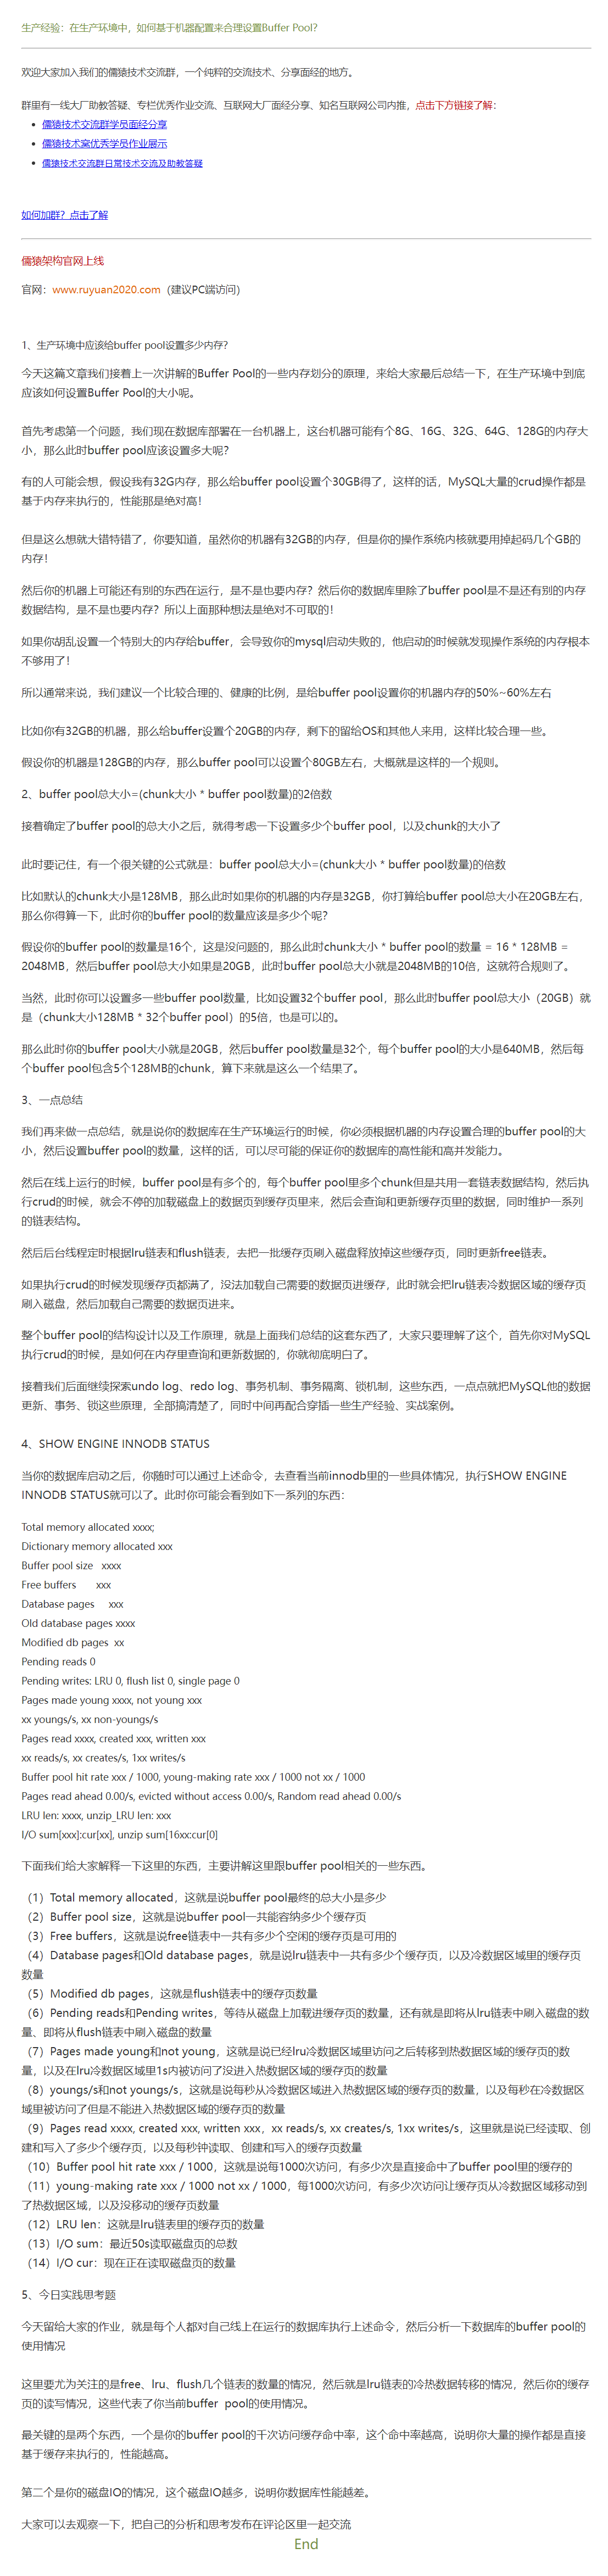 生产经验：在生产环境中，如何基于机器配置来合理设置Buffer Pool？
欢迎大家加入我们的儒猿技术交流群，一个纯粹的交流技术、分享面经的地方。
群里有一线大厂助教答疑、专栏优秀作业交流、互联网大厂面经分享、知名互联网公司内推，点击下方链接了解：
• 儒猿技术交流群学员面经分享
• 儒猿技术窝优秀学员作业展示
• 儒猿技术交流群日常技术交流及助教答疑
如何加群？点击了解
儒猿架构官网上线
官网：www.ruyuan2020.com（建议PC端访问）
1、生产环境中应该给buffer pool设置多少内存？
今天这篇文章我们接着上一次讲解的Buffer Pool的一些内存划分的原理，来给大家最后总结一下，在生产环境中到底
应该如何设置Buffer Pool的大小呢。
首先考虑第一个问题，我们现在数据库部署在一台机器上，这台机器可能有个8G、16G、32G、64G、128G的内存大
小，那么此时buffer pool应该设置多大呢？
有的人可能会想，假设我有32G内存，那么给buffer pool设置个30GB得了，这样的话，MySQL大量的crud操作都是
基于内存来执行的，性能那是绝对高！
但是这么想就大错特错了，你要知道，虽然你的机器有32GB的内存，但是你的操作系统内核就要用掉起码几个GB的
内存！
然后你的机器上可能还有别的东西在运行，是不是也要内存？然后你的数据库里除了buffer pool是不是还有别的内存
数据结构，是不是也要内存？所以上面那种想法是绝对不可取的！
如果你胡乱设置一个特别大的内存给buffer，会导致你的mysql启动失败的，他启动的时候就发现操作系统的内存根本
不够用了！
所以通常来说，我们建议一个比较合理的、健康的比例，是给buffer pool设置你的机器内存的50%~60%左右
比如你有32GB的机器，那么给buffer设置个20GB的内存，剩下的留给OS和其他人来用，这样比较合理一些。
假设你的机器是128GB的内存，那么buffer pool可以设置个80GB左右，大概就是这样的一个规则。
2、buffer pool总大小=(chunk大小 * buffer pool数量)的2倍数
接着确定了buffer pool的总大小之后，就得考虑一下设置多少个buffer pool，以及chunk的大小了
此时要记住，有一个很关键的公式就是：buffer pool总大小=(chunk大小 * buffer pool数量)的倍数
比如默认的chunk大小是128MB，那么此时如果你的机器的内存是32GB，你打算给buffer pool总大小在20GB左右，
那么你得算一下，此时你的buffer pool的数量应该是多少个呢？
假设你的buffer pool的数量是16个，这是没问题的，那么此时chunk大小 * buffer pool的数量 = 16 * 128MB =
2048MB，然后buffer pool总大小如果是20GB，此时buffer pool总大小就是2048MB的10倍，这就符合规则了。
当然，此时你可以设置多一些buffer pool数量，比如设置32个buffer pool，那么此时buffer pool总大小（20GB）就
是（chunk大小128MB * 32个buffer pool）的5倍，也是可以的。
那么此时你的buffer pool大小就是20GB，然后buffer pool数量是32个，每个buffer pool的大小是640MB，然后每
个buffer pool包含5个128MB的chunk，算下来就是这么一个结果了。
3、一点总结
我们再来做一点总结，就是说你的数据库在生产环境运行的时候，你必须根据机器的内存设置合理的buffer pool的大
小，然后设置buffer pool的数量，这样的话，可以尽可能的保证你的数据库的高性能和高并发能力。
然后在线上运行的时候，buffer pool是有多个的，每个buffer pool里多个chunk但是共用一套链表数据结构，然后执
行crud的时候，就会不停的加载磁盘上的数据页到缓存页里来，然后会查询和更新缓存页里的数据，同时维护一系列
的链表结构。
然后后台线程定时根据lru链表和flush链表，去把一批缓存页刷入磁盘释放掉这些缓存页，同时更新free链表。
如果执行crud的时候发现缓存页都满了，没法加载自己需要的数据页进缓存，此时就会把lru链表冷数据区域的缓存页
刷入磁盘，然后加载自己需要的数据页进来。
整个buffer pool的结构设计以及工作原理，就是上面我们总结的这套东西了，大家只要理解了这个，首先你对MySQL
执行crud的时候，是如何在内存里查询和更新数据的，你就彻底明白了。
接着我们后面继续探索undo log、redo log、事务机制、事务隔离、锁机制，这些东西，一点点就把MySQL他的数据
更新、事务、锁这些原理，全部搞清楚了，同时中间再配合穿插一些生产经验、实战案例。
4、SHOW ENGINE INNODB STATUS
当你的数据库启动之后，你随时可以通过上述命令，去查看当前innodb里的一些具体情况，执行SHOW ENGINE
INNODB STATUS就可以了。此时你可能会看到如下一系列的东西：
Total memory allocated xxxx;
Dictionary memory allocated xxx
Buffer pool size   xxxx
Free buffers       xxx
Database pages     xxx
Old database pages xxxx
Modified db pages  xx
Pending reads 0
Pending writes: LRU 0, flush list 0, single page 0
Pages made young xxxx, not young xxx
xx youngs/s, xx non-youngs/s
Pages read xxxx, created xxx, written xxx
xx reads/s, xx creates/s, 1xx writes/s
Buffer pool hit rate xxx / 1000, young-making rate xxx / 1000 not xx / 1000
Pages read ahead 0.00/s, evicted without access 0.00/s, Random read ahead 0.00/s
LRU len: xxxx, unzip_LRU len: xxx
I/O sum[xxx]:cur[xx], unzip sum[16xx:cur[0]
下面我们给大家解释一下这里的东西，主要讲解这里跟buffer pool相关的一些东西。
（1）Total memory allocated，这就是说buffer pool最终的总大小是多少
（2）Buffer pool size，这就是说buffer pool一共能容纳多少个缓存页
（3）Free buffers，这就是说free链表中一共有多少个空闲的缓存页是可用的
（4）Database pages和Old database pages，就是说lru链表中一共有多少个缓存页，以及冷数据区域里的缓存页
数量
（5）Modified db pages，这就是flush链表中的缓存页数量
（6）Pending reads和Pending writes，等待从磁盘上加载进缓存页的数量，还有就是即将从lru链表中刷入磁盘的数
量、即将从flush链表中刷入磁盘的数量
（7）Pages made young和not young，这就是说已经lru冷数据区域里访问之后转移到热数据区域的缓存页的数
量，以及在lru冷数据区域里1s内被访问了没进入热数据区域的缓存页的数量
（8）youngs/s和not youngs/s，这就是说每秒从冷数据区域进入热数据区域的缓存页的数量，以及每秒在冷数据区
域里被访问了但是不能进入热数据区域的缓存页的数量
（9）Pages read xxxx, created xxx, written xxx，xx reads/s, xx creates/s, 1xx writes/s，这里就是说已经读取、创
建和写入了多少个缓存页，以及每秒钟读取、创建和写入的缓存页数量
（10）Buffer pool hit rate xxx / 1000，这就是说每1000次访问，有多少次是直接命中了buffer pool里的缓存的
（11）young-making rate xxx / 1000 not xx / 1000，每1000次访问，有多少次访问让缓存页从冷数据区域移动到
了热数据区域，以及没移动的缓存页数量
（12）LRU len：这就是lru链表里的缓存页的数量
（13）I/O sum：最近50s读取磁盘页的总数
（14）I/O cur：现在正在读取磁盘页的数量
5、今日实践思考题
今天留给大家的作业，就是每个人都对自己线上在运行的数据库执行上述命令，然后分析一下数据库的buffer pool的
使用情况
这里要尤为关注的是free、lru、flush几个链表的数量的情况，然后就是lru链表的冷热数据转移的情况，然后你的缓存
页的读写情况，这些代表了你当前buffer  pool的使用情况。
最关键的是两个东西，一个是你的buffer pool的千次访问缓存命中率，这个命中率越高，说明你大量的操作都是直接
基于缓存来执行的，性能越高。
第二个是你的磁盘IO的情况，这个磁盘IO越多，说明你数据库性能越差。
大家可以去观察一下，把自己的分析和思考发布在评论区里一起交流
End